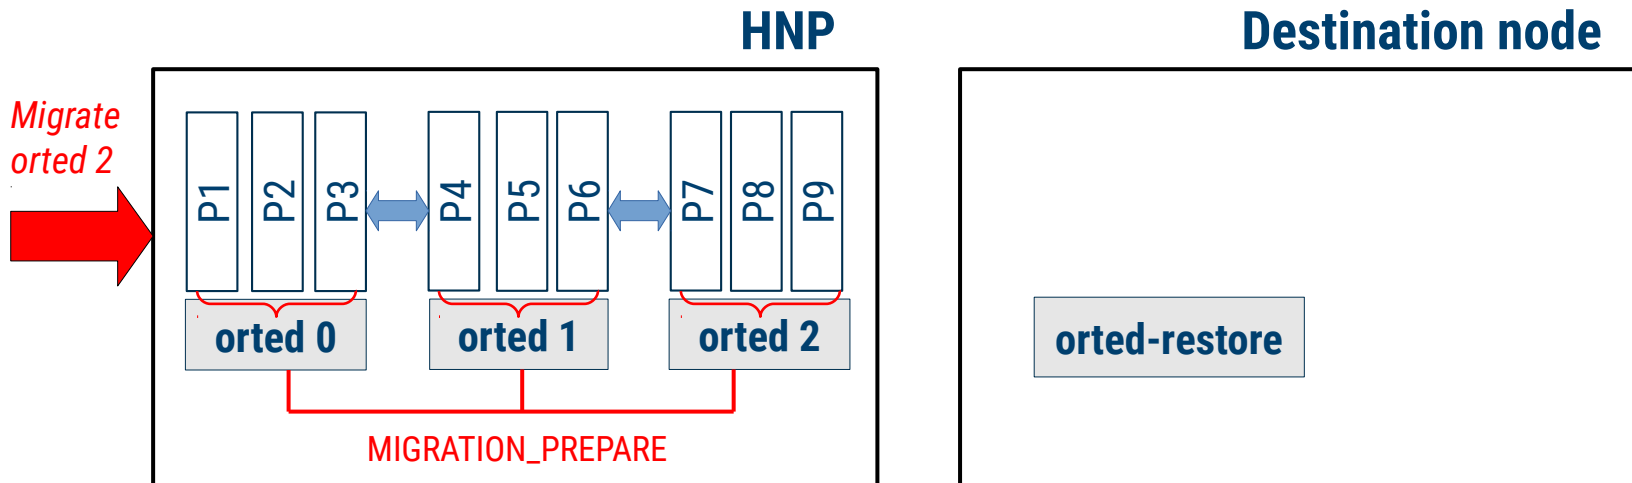 HNP
Destination node
Migrate
orted 2
P1
P2
P3
P4
P5
P6
P7
P8
P9
orted 0
orted 1
orted 2
orted-restore
MIGRATION_PREPARE